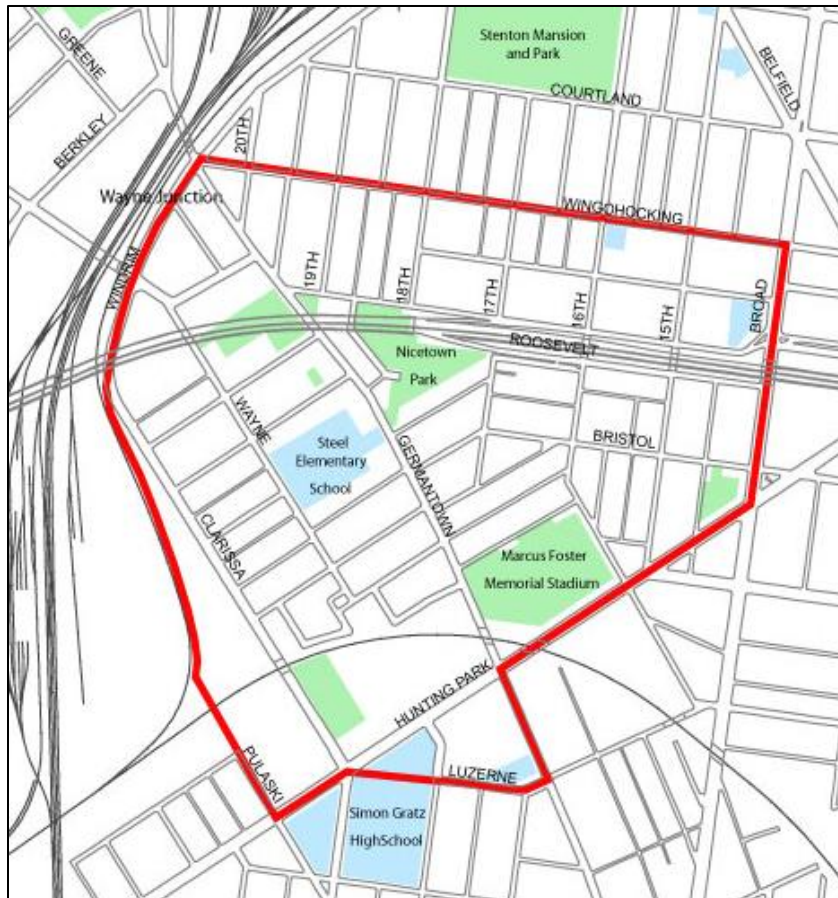 GREENE
Stenton Mansion
and Park
BELFIELD
COURTLAND
BERKLEY
20TH
Wayne Junction
WINGOHOCKING
WINDRIM
19TH
18TH
17TH
16TH
15TH
BROAD
ROOSEVELT
Nicetown
Park
WAYNE
BRISTOL
Steel
Elementary
School
GERMANTOWN
CLARISSA
Marcus Foster
Memorial Stadium
HUNTING PARK
PULASKI
LUZERNE
Simon Gratz
HighSchool